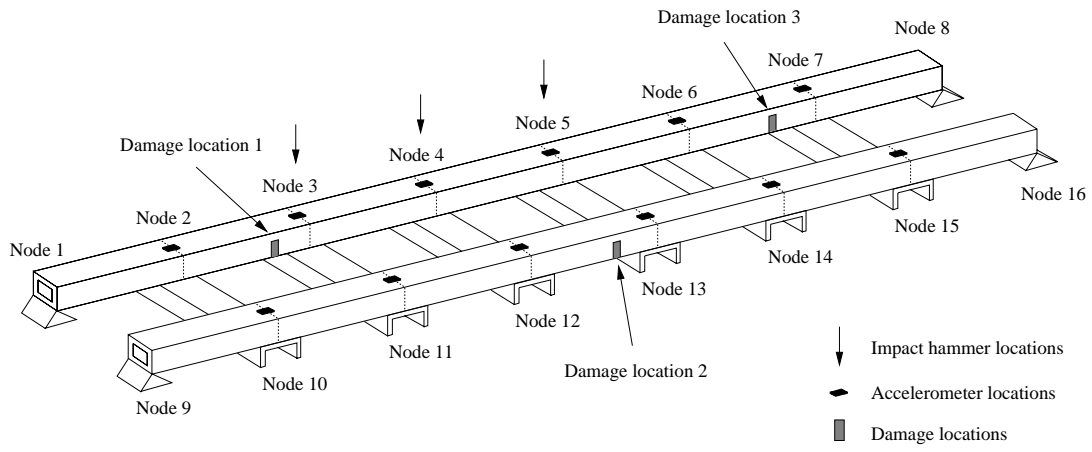 Damage location 3
Node 8
Node 7
Node 6
Node 5
Damage location 1
Node 4
Node 3
Node 2
Node 1
Node 16
Node 15
Node 14
Node 13
Node 12
Node 11
Damage location 2
Node 10
Node 9
Impact hammer locations
Accelerometer locations
Damage locations